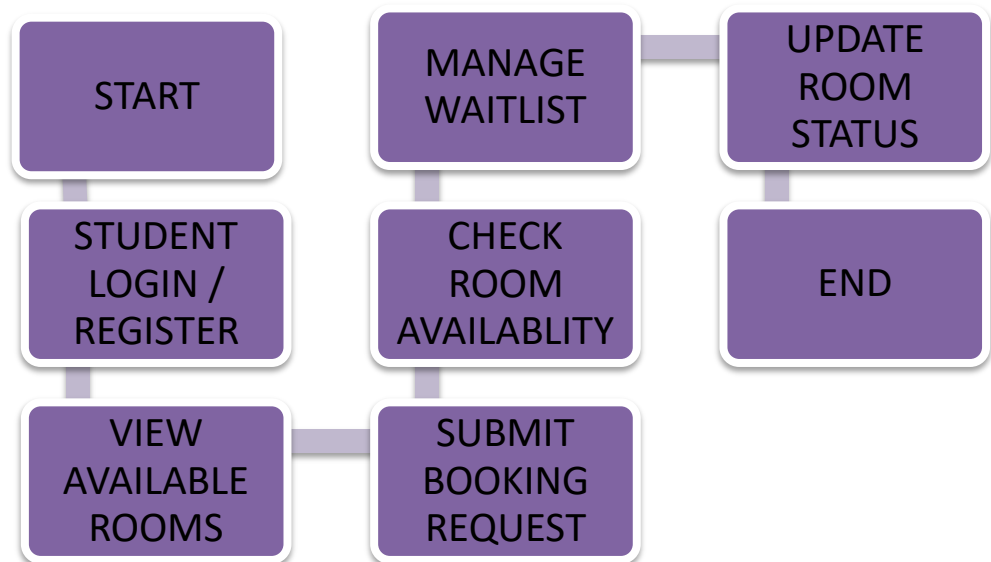 START
STUDENT
LOGIN /
REGISTER
VIEW
AVAILABLE
ROOMS
SUBMIT
BOOKING
REQUEST
CHECK
ROOM
AVAILABLITY
MANAGE
WAITLIST
UPDATE
ROOM
STATUS
END